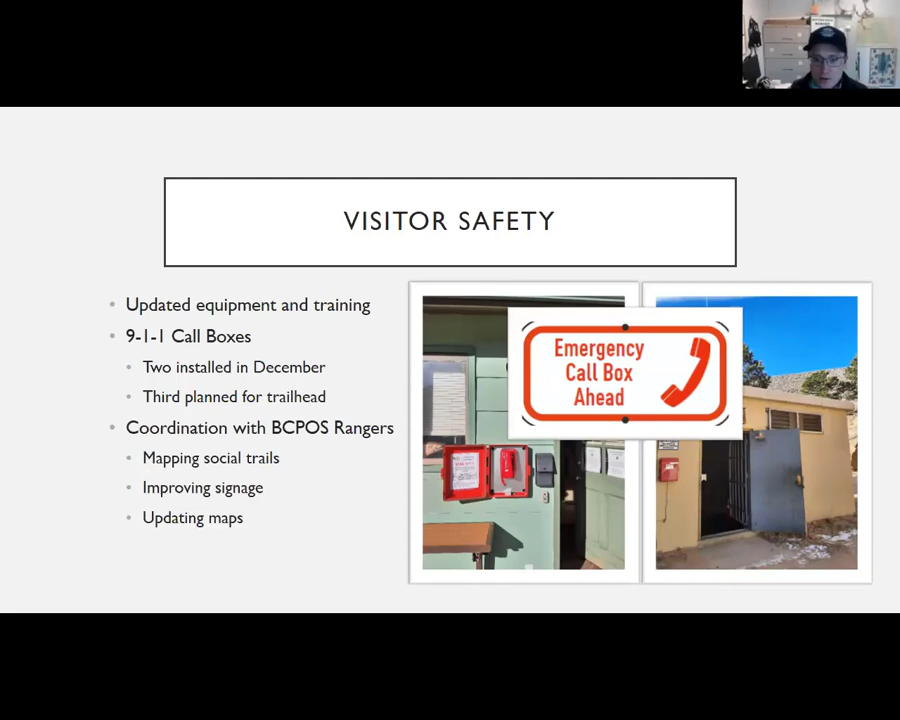 VISITOR SAFETY
Updated equipment and training
9-1-1 Call Boxes
Two installed in December
Third planned for trailhead
Coordination with BCPOS Rangers
Mapping social trails
Improving signage
Updating maps
Emergency
Call Box
Ahead